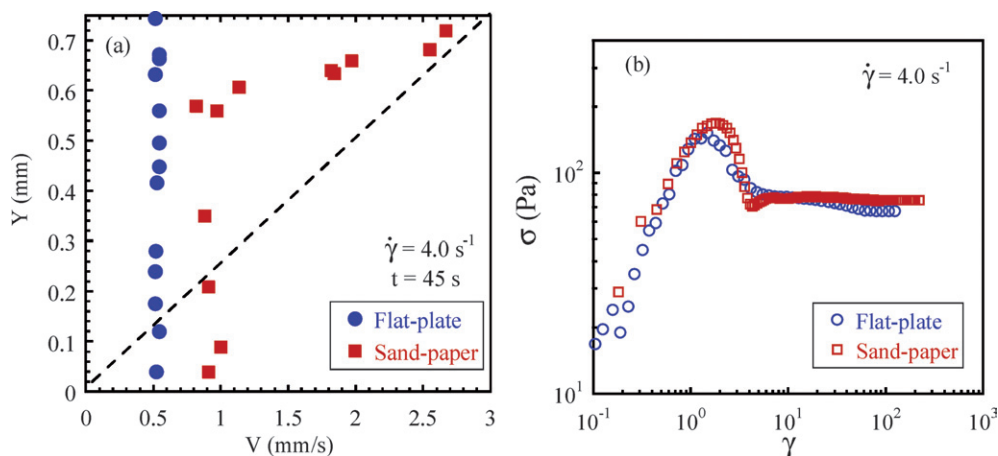 (a)
0.7
0.6
0.5
0.4
0.3
0.2
0.1
0
Y (mm)
γ̇ = 4.0 s⁻¹
t = 45 s
Flat-plate
Sand-paper
0 0.5 1 1.5 2 2.5 3
V (mm/s)
(b)
γ̇ = 4.0 s⁻¹
10²
10¹
σ (Pa)
Flat-plate
Sand-paper
10⁻¹ 10⁰ 10¹ 10² 10³
γ